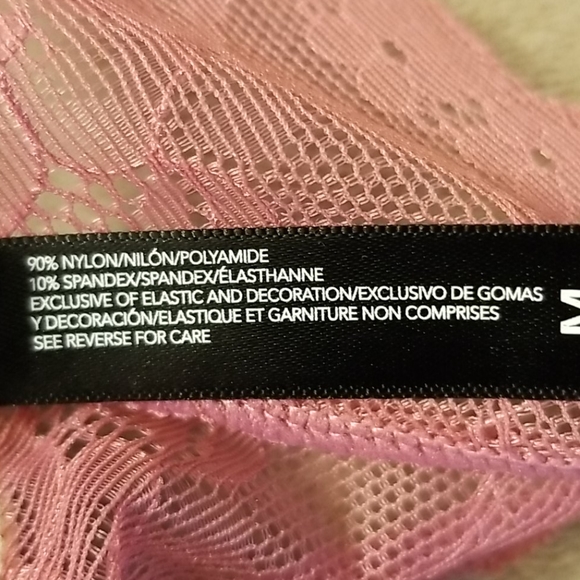 90% NYLON/NILÓN/POLYAMIDE
10% SPANDEX/SPANDEX/ÉLASTHANNE
EXCLUSIVE OF ELASTIC AND DECORATION/EXCLUSIVO DE GOMAS
Y DECORACIÓN/ELASTIQUE ET GARNITURE NON COMPRISES
SEE REVERSE FOR CARE
M